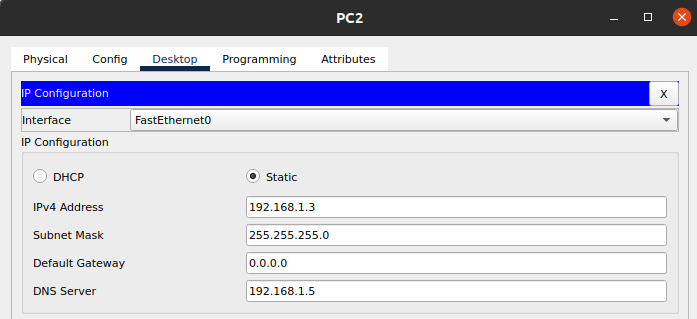 PC2
Physical Config Desktop Programming Attributes
IP Configuration X
Interface FastEthernet0
IP Configuration
DHCP Static
IPv4 Address 192.168.1.3
Subnet Mask 255.255.255.0
Default Gateway 0.0.0.0
DNS Server 192.168.1.5